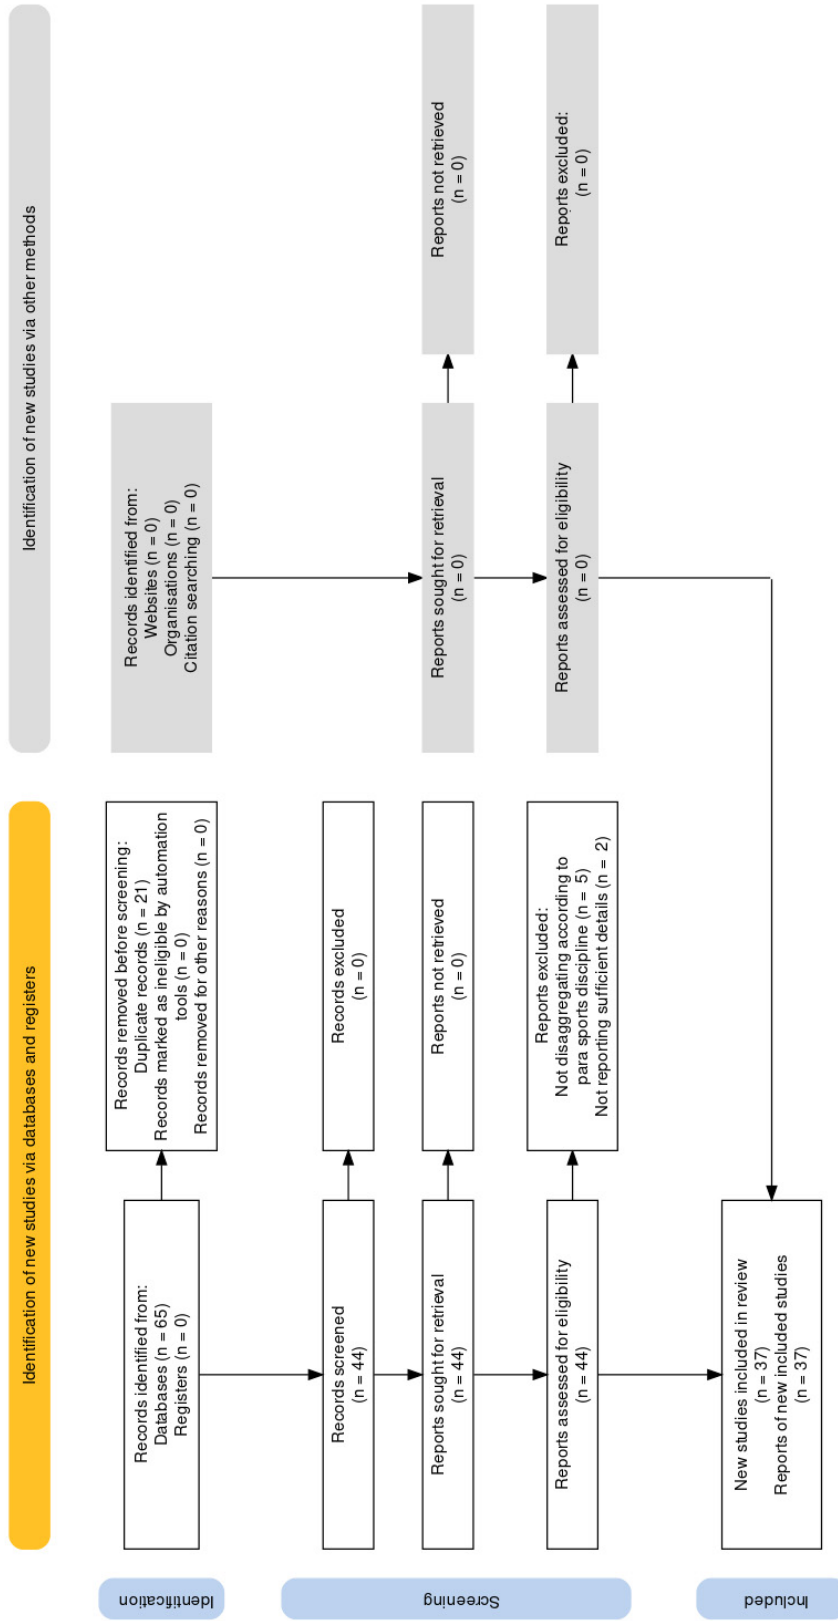 Identification of new studies via databases and registers
Identification of new studies via other methods
Identification
Records identified from:
Databases (n = 65)
Registers (n = 0)
Records removed before screening:
Duplicate records (n = 21)
Records marked as ineligible by automation
tools (n = 0)
Records removed for other reasons (n = 0)
Records identified from:
Websites (n = 0)
Organisations (n = 0)
Citation searching (n = 0)
Screening
Records screened
(n = 44)
Records excluded
(n = 0)
Reports sought for retrieval
(n = 44)
Reports not retrieved
(n = 0)
Reports sought for retrieval
(n = 0)
Reports not retrieved
(n = 0)
Reports assessed for eligibility
(n = 44)
Reports excluded:
Not disaggregating according to
para sports discipline (n = 5)
Not reporting sufficient details (n = 2)
Reports assessed for eligibility
(n = 0)
Reports excluded:
(n = 0)
Included
New studies included in review
(n = 37)
Reports of new included studies
(n = 37)